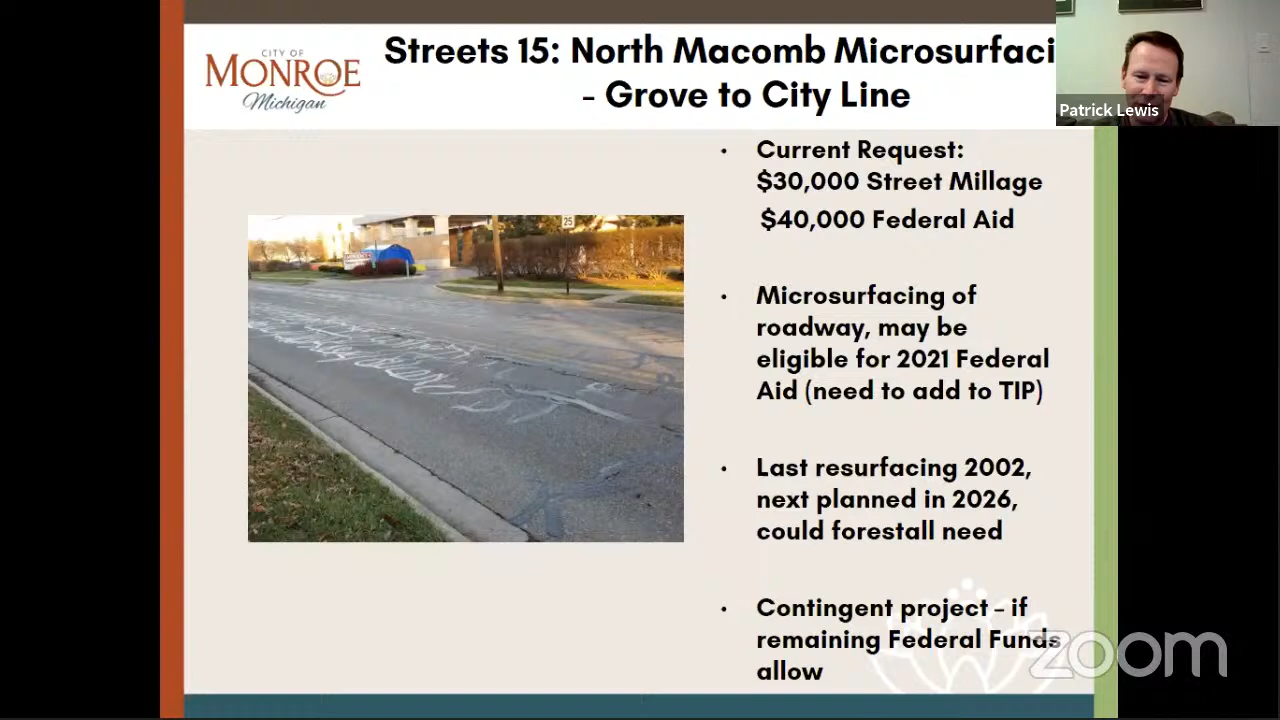 CITY OF
MONROE
Michigan
Streets 15: North Macomb Microsurfaci
- Grove to City Line
Patrick Lewis
• Current Request:
$30,000 Street Millage
$40,000 Federal Aid
• Microsurfacing of
roadway, may be
eligible for 2021 Federal
Aid (need to add to TIP)
• Last resurfacing 2002,
next planned in 2026,
could forestall need
• Contingent project – if
remaining Federal Funds
allow
25
zoom